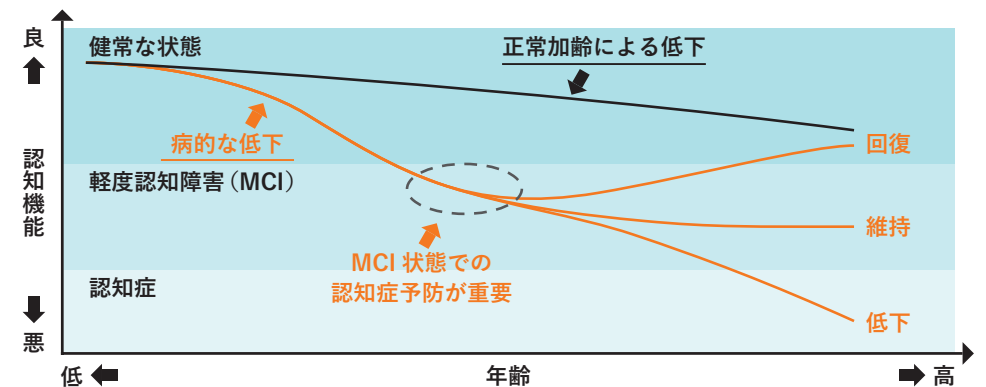 良
健常な状態
正常加齢による低下
病的な低下
回復
認知機能
軽度認知障害（MCI）
維持
MCI 状態での
認知症予防が重要
認知症
低下
悪
低
年齢
高